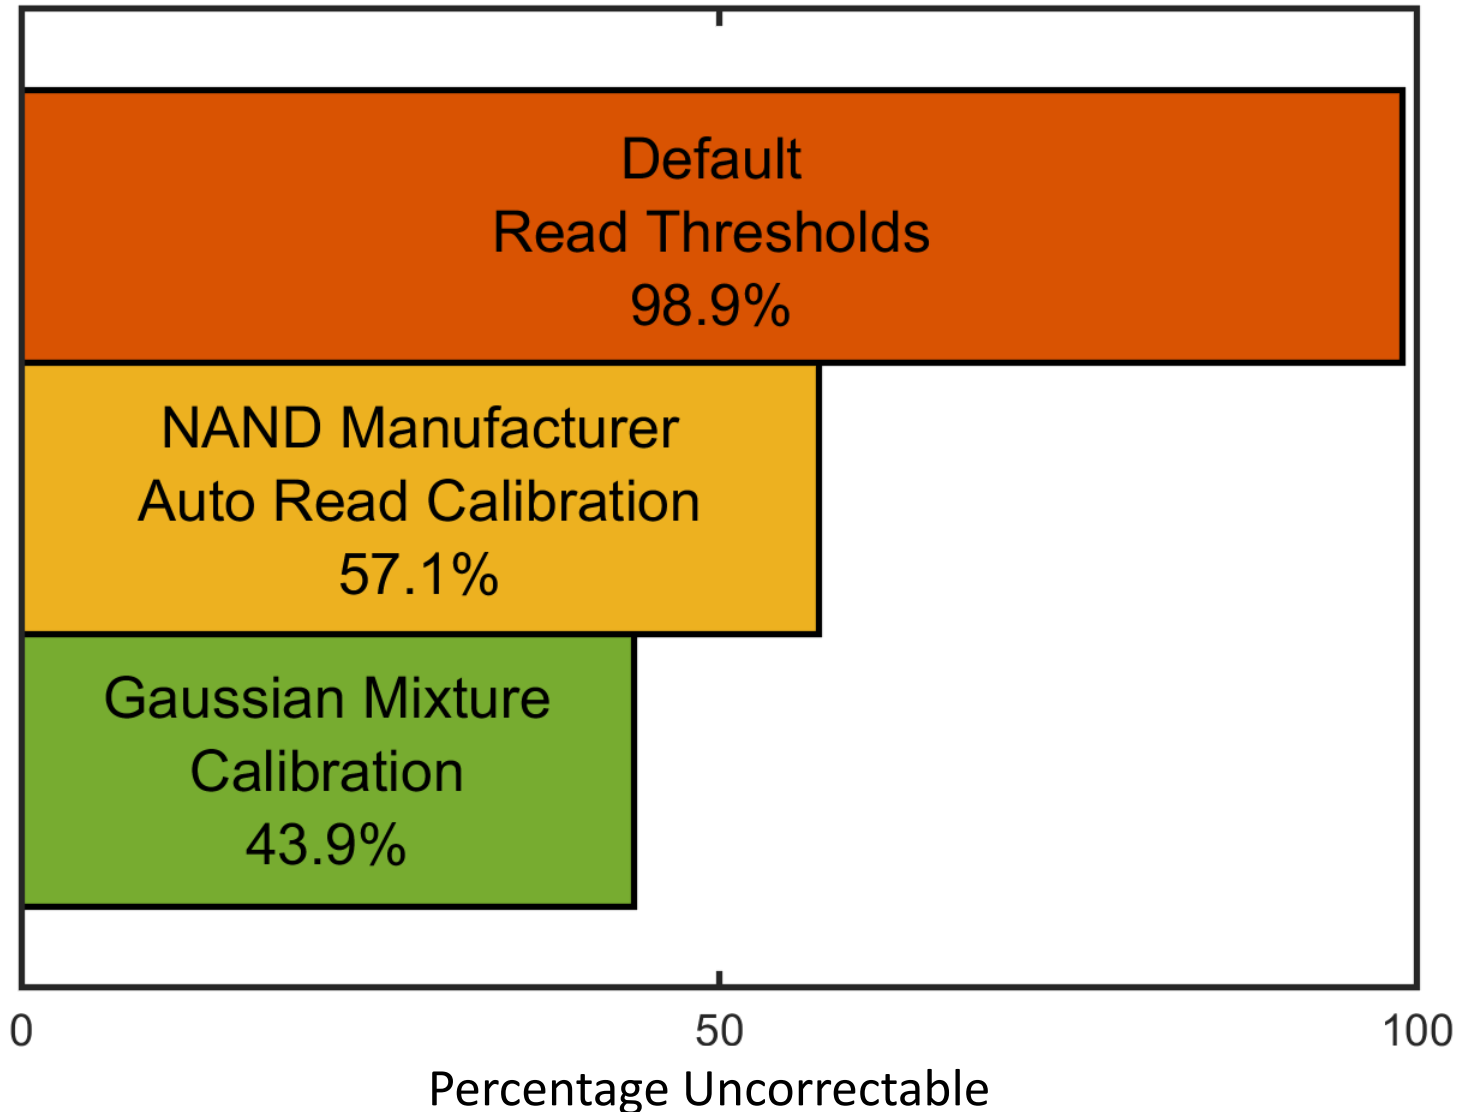 Default
Read Thresholds
98.9%
NAND Manufacturer
Auto Read Calibration
57.1%
Gaussian Mixture
Calibration
43.9%
0 50 100
Percentage Uncorrectable